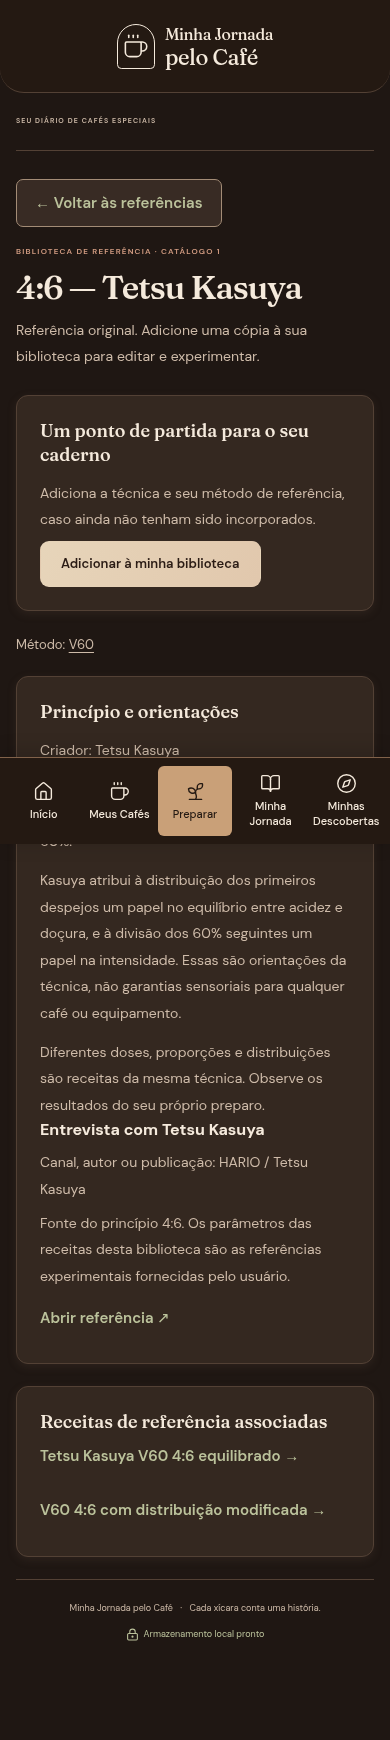 Minha Jornada
pelo Café
SEU DIÁRIO DE CAFÉS ESPECIAIS
← Voltar às referências
BIBLIOTECA DE REFERÊNCIA · CATÁLOGO 1
4:6 — Tetsu Kasuya
Referência original. Adicione uma cópia à sua
biblioteca para editar e experimentar.
Um ponto de partida para o seu
caderno
Adiciona a técnica e seu método de referência,
caso ainda não tenham sido incorporados.
Adicionar à minha biblioteca
Método: V60
Princípio e orientações
Criador: Tetsu Kasuya
Início
Meus Cafés
Preparar
Minha
Jornada
Minhas
Descobertas
60%.
Kasuya atribui à distribuição dos primeiros
despejos um papel no equilíbrio entre acidez e
doçura, e à divisão dos 60% seguintes um
papel na intensidade. Essas são orientações da
técnica, não garantias sensoriais para qualquer
café ou equipamento.
Diferentes doses, proporções e distribuições
são receitas da mesma técnica. Observe os
resultados do seu próprio preparo.
Entrevista com Tetsu Kasuya
Canal, autor ou publicação: HARIO / Tetsu
Kasuya
Fonte do princípio 4:6. Os parâmetros das
receitas desta biblioteca são as referências
experimentais fornecidas pelo usuário.
Abrir referência ↗
Receitas de referência associadas
Tetsu Kasuya V60 4:6 equilibrado →
V60 4:6 com distribuição modificada →
Minha Jornada pelo Café · Cada xícara conta uma história.
Armazenamento local pronto